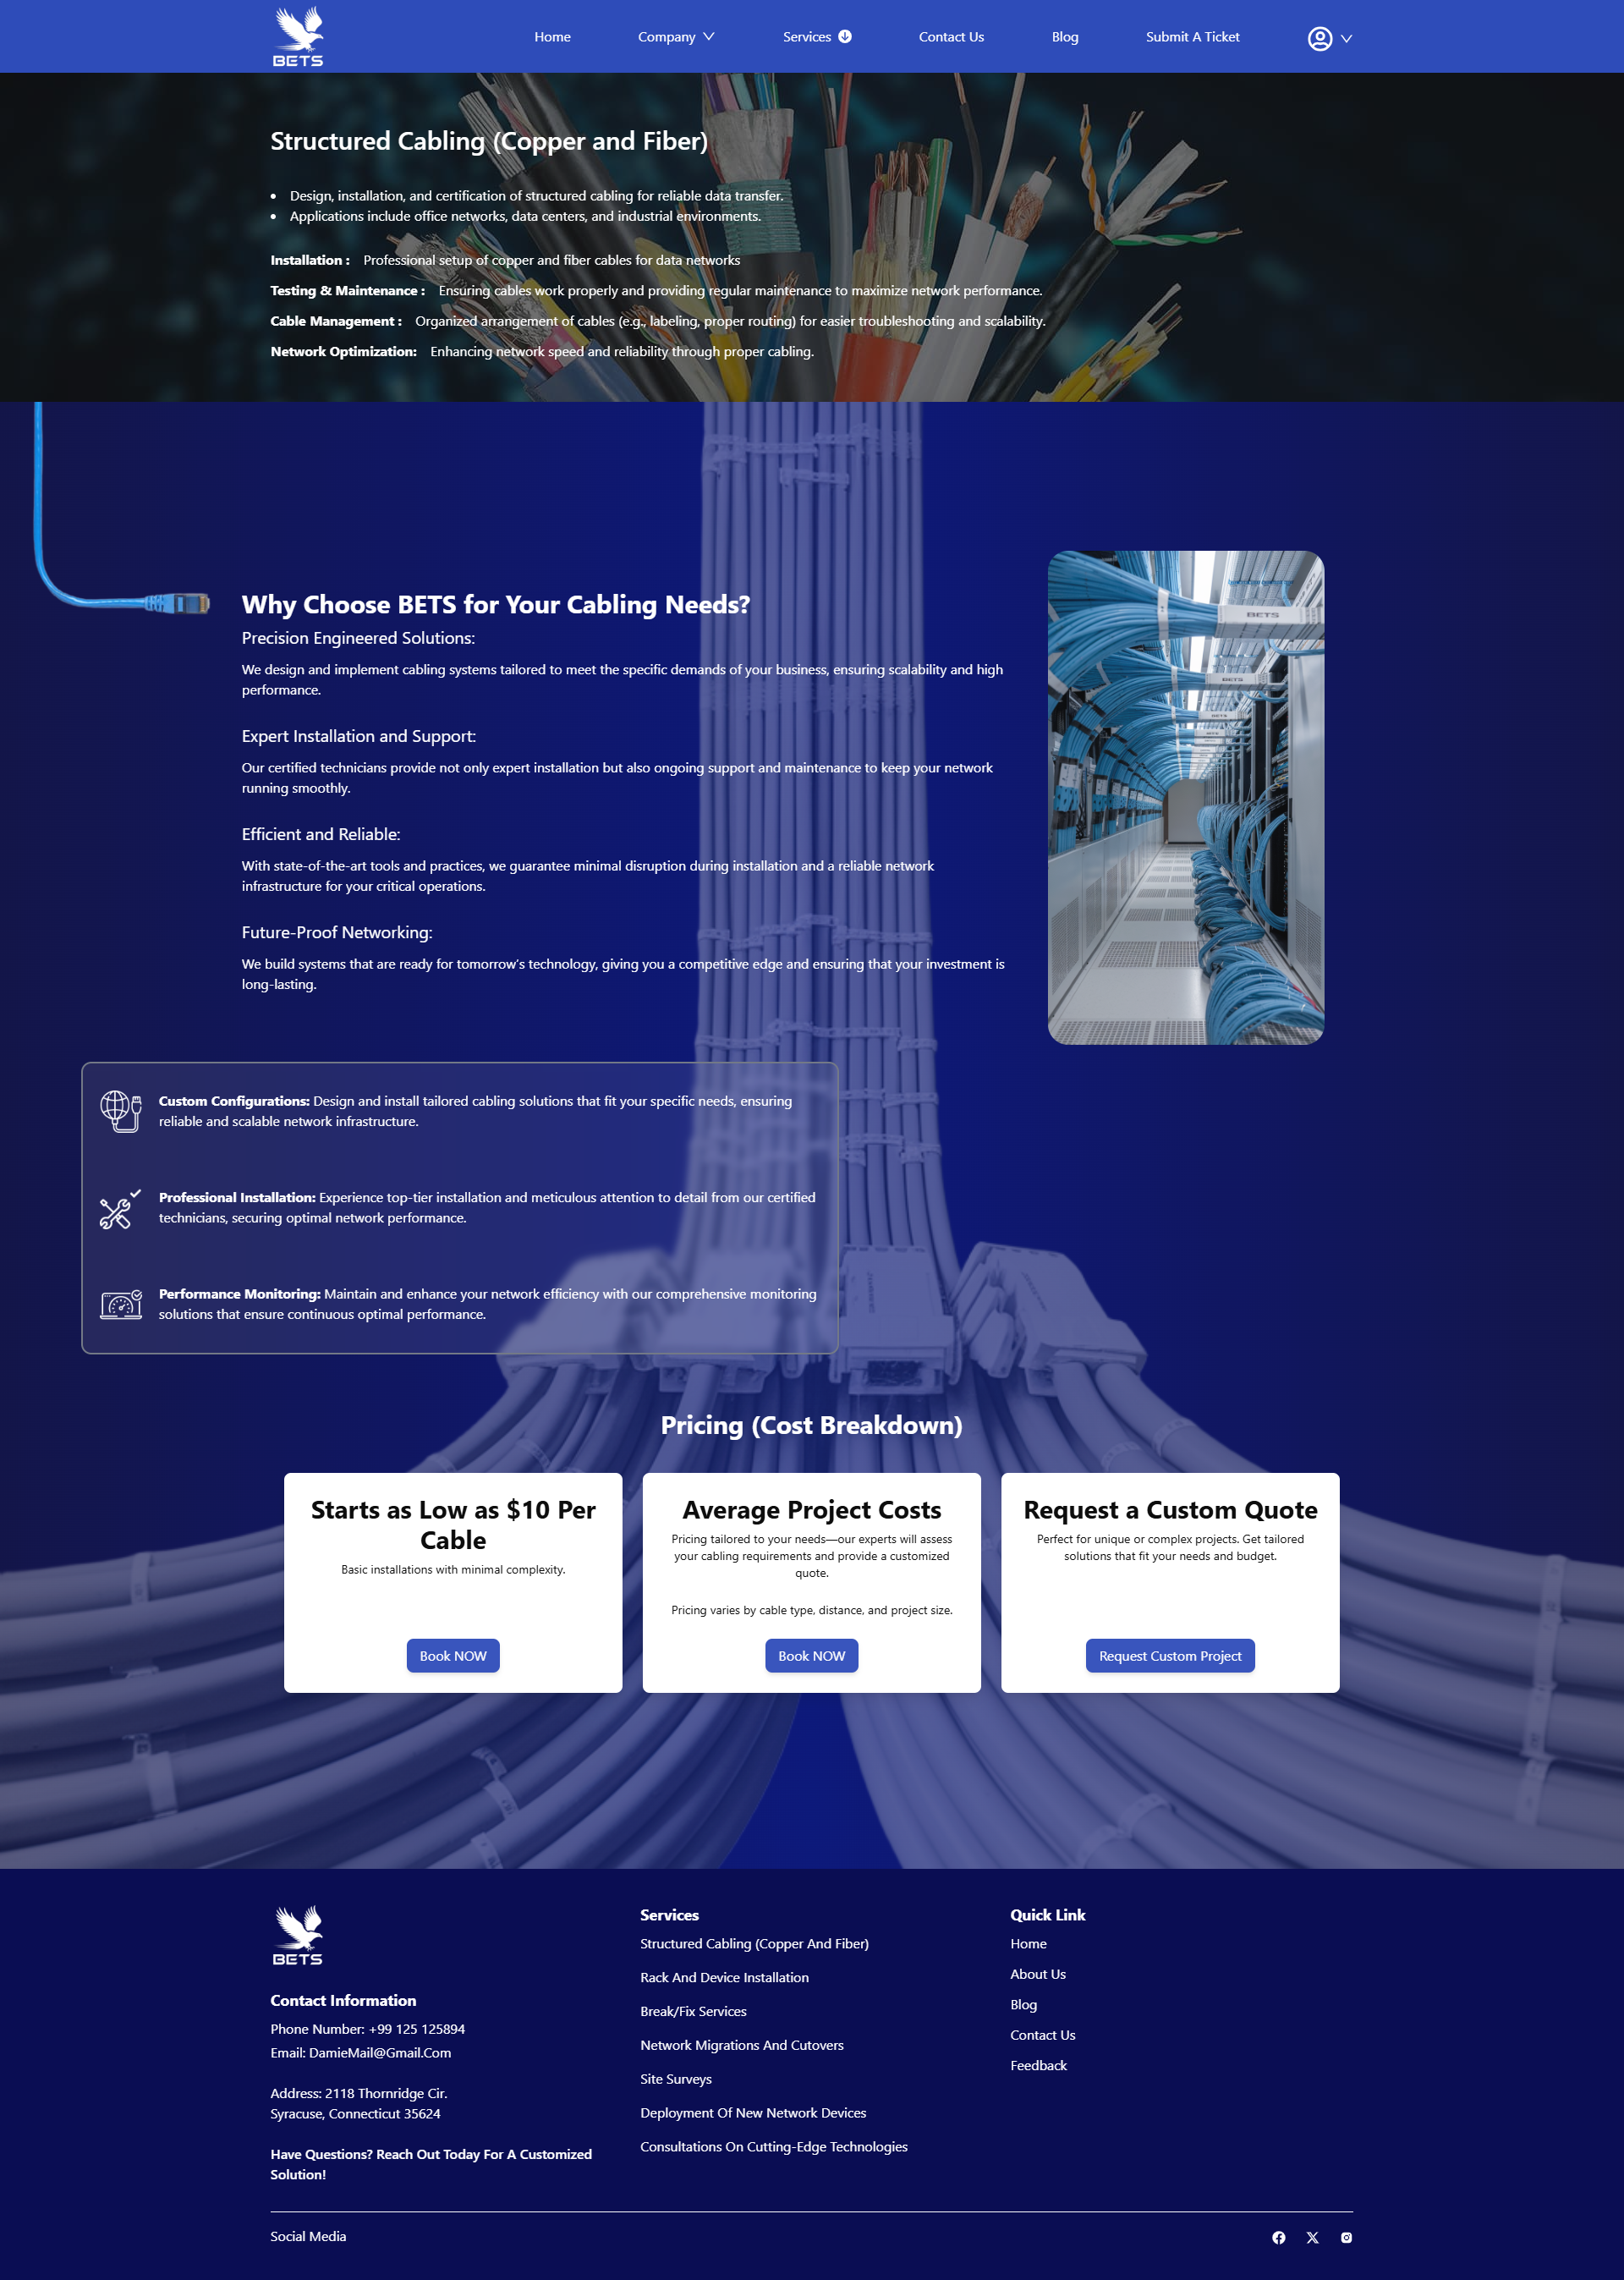 BETS
Home
Company
Services
Contact Us
Blog
Submit A Ticket
Structured Cabling (Copper and Fiber)
• Design, installation, and certification of structured cabling for reliable data transfer.
• Applications include office networks, data centers, and industrial environments.
Installation : Professional setup of copper and fiber cables for data networks
Testing & Maintenance : Ensuring cables work properly and providing regular maintenance to maximize network performance.
Cable Management : Organized arrangement of cables (e.g., labeling, proper routing) for easier troubleshooting and scalability.
Network Optimization: Enhancing network speed and reliability through proper cabling.
Why Choose BETS for Your Cabling Needs?
Precision Engineered Solutions:
We design and implement cabling systems tailored to meet the specific demands of your business, ensuring scalability and high
performance.
Expert Installation and Support:
Our certified technicians provide not only expert installation but also ongoing support and maintenance to keep your network
running smoothly.
Efficient and Reliable:
With state-of-the-art tools and practices, we guarantee minimal disruption during installation and a reliable network
infrastructure for your critical operations.
Future-Proof Networking:
We build systems that are ready for tomorrow's technology, giving you a competitive edge and ensuring that your investment is
long-lasting.
BETS
BETS
BETS
BETS
Custom Configurations: Design and install tailored cabling solutions that fit your specific needs, ensuring
reliable and scalable network infrastructure.
Professional Installation: Experience top-tier installation and meticulous attention to detail from our certified
technicians, securing optimal network performance.
Performance Monitoring: Maintain and enhance your network efficiency with our comprehensive monitoring
solutions that ensure continuous optimal performance.
Pricing (Cost Breakdown)
Starts as Low as $10 Per
Cable
Basic installations with minimal complexity.
Book NOW
Average Project Costs
Pricing tailored to your needs—our experts will assess
your cabling requirements and provide a customized
quote.
Pricing varies by cable type, distance, and project size.
Book NOW
Request a Custom Quote
Perfect for unique or complex projects. Get tailored
solutions that fit your needs and budget.
Request Custom Project
BETS
Contact Information
Phone Number: +99 125 125894
Email: DamieMail@Gmail.Com
Address: 2118 Thornridge Cir.
Syracuse, Connecticut 35624
Have Questions? Reach Out Today For A Customized
Solution!
Services
Structured Cabling (Copper And Fiber)
Rack And Device Installation
Break/Fix Services
Network Migrations And Cutovers
Site Surveys
Deployment Of New Network Devices
Consultations On Cutting-Edge Technologies
Quick Link
Home
About Us
Blog
Contact Us
Feedback
Social Media